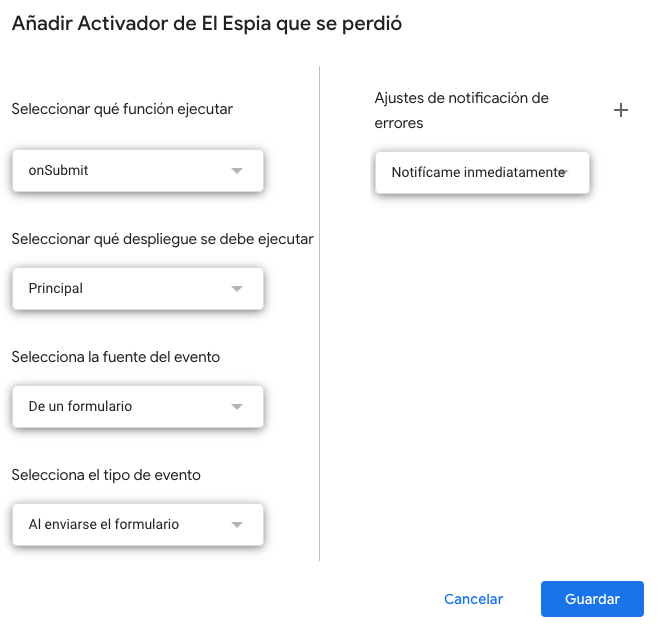 Añadir Activador de El Espia que se perdió
Seleccionar qué función ejecutar
onSubmit
Seleccionar qué despliegue se debe ejecutar
Principal
Selecciona la fuente del evento
De un formulario
Selecciona el tipo de evento
Al enviarse el formulario
Ajustes de notificación de
errores
Notifícame inmediatamente
Cancelar
Guardar